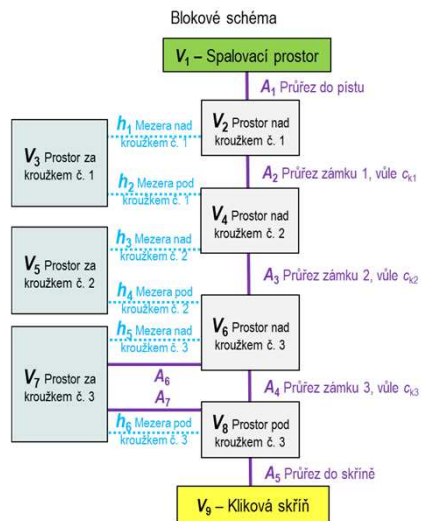 Blokové schéma
V₁ – Spalovací prostor
A₁ Průřez do pístu
h₁ Mezera nad
kroužkem č. 1
V₂ Prostor nad
kroužkem č. 1
V₃ Prostor za
kroužkem č. 1
h₂ Mezera pod
kroužkem č. 1
A₂ Průřez zámku 1, vůle cₖ₁
V₄ Prostor nad
kroužkem č. 2
h₃ Mezera nad
kroužkem č. 2
V₅ Prostor za
kroužkem č. 2
A₃ Průřez zámku 2, vůle cₖ₂
h₄ Mezera pod
kroužkem č. 2
h₅ Mezera nad
kroužkem č. 3
V₆ Prostor nad
kroužkem č. 3
A₆
V₇ Prostor za
kroužkem č. 3
A₇
A₄ Průřez zámku 3, vůle cₖ₃
h₆ Mezera pod
kroužkem č. 3
V₈ Prostor pod
kroužkem č. 3
A₅ Průřez do skříně
V₉ – Kliková skříň